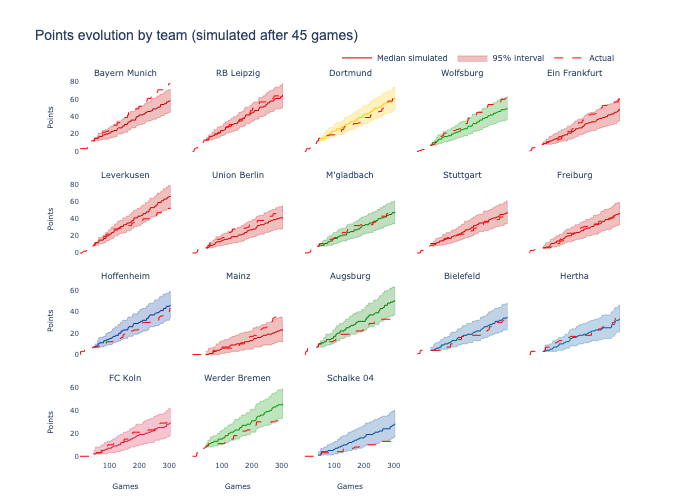 Points evolution by team (simulated after 45 games)
Median simulated 95% interval Actual
Bayern Munich RB Leipzig Dortmund Wolfsburg Ein Frankfurt
80
60
40
20
0
Points
Leverkusen Union Berlin M'gladbach Stuttgart Freiburg
80
60
40
20
0
Points
Hoffenheim Mainz Augsburg Bielefeld Hertha
60
40
20
0
Points
FC Koln Werder Bremen Schalke 04
60
40
20
0
Points
100 200 300 100 200 300 100 200 300
Games Games